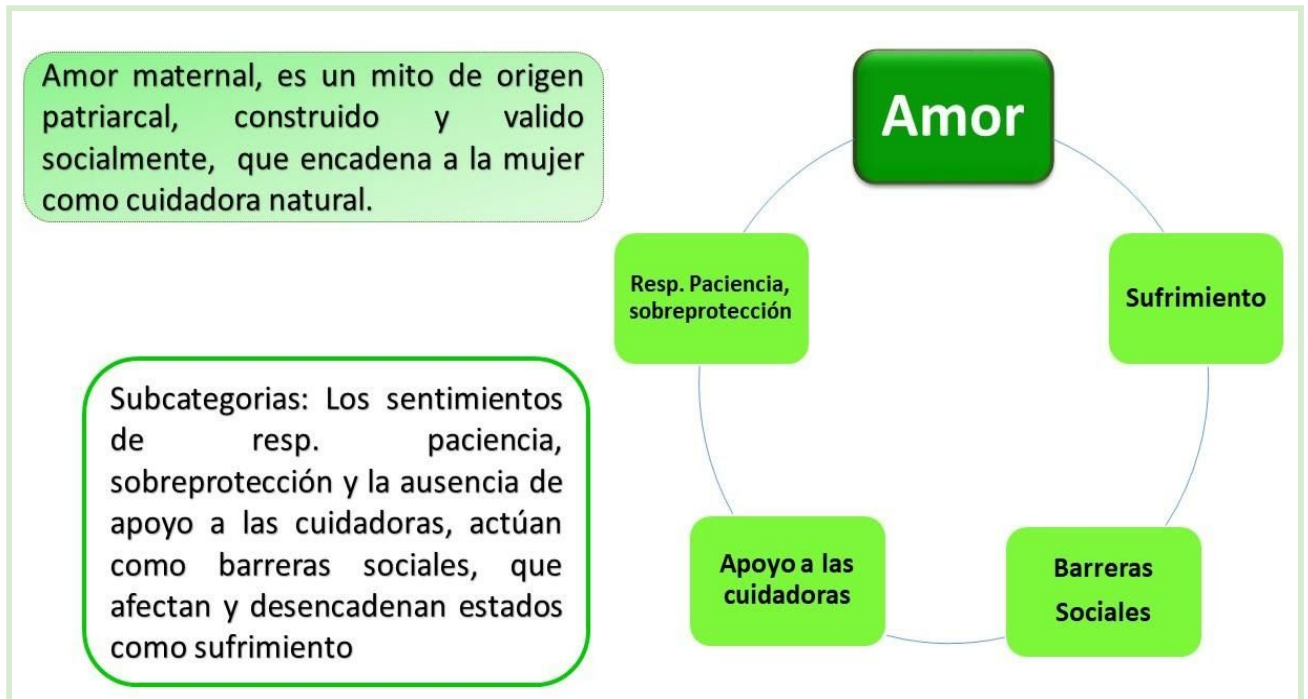 Amor maternal, es un mito de origen
patriarcal, construido y valido
socialmente, que encadena a la mujer
como cuidadora natural.
Subcategorias: Los sentimientos
de resp. paciencia,
sobreprotección y la ausencia de
apoyo a las cuidadoras, actúan
como barreras sociales, que
afectan y desencadenan estados
como sufrimiento
Amor
Sufrimiento
Barreras
Sociales
Apoyo a las
cuidadoras
Resp. Paciencia,
sobreprotección